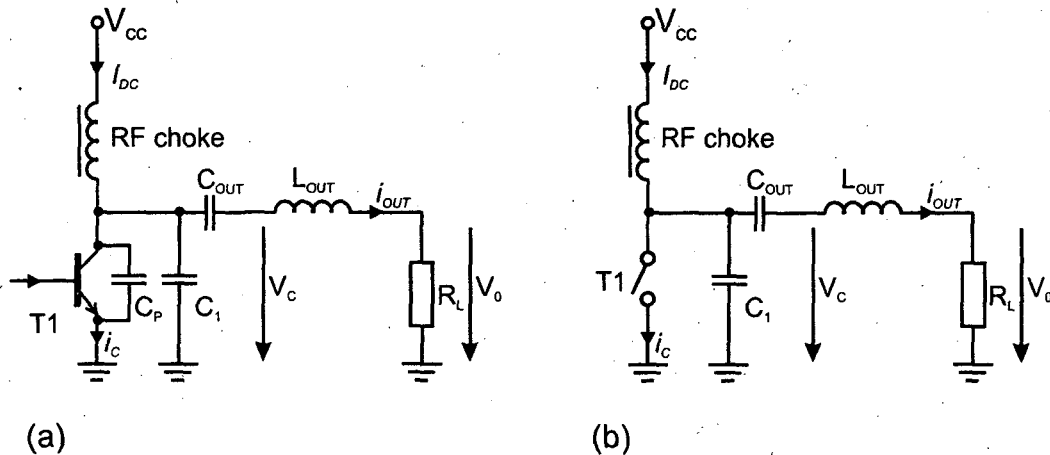 V_CC
I_DC
RF choke
C_OUT
L_OUT
i_OUT
T1
C_P
C_1
V_C
R_L
V_0
i_C
(a)
V_CC
I_DC
RF choke
C_OUT
L_OUT
i_OUT
T1
C_1
V_C
R_L
V_0
i_C
(b)